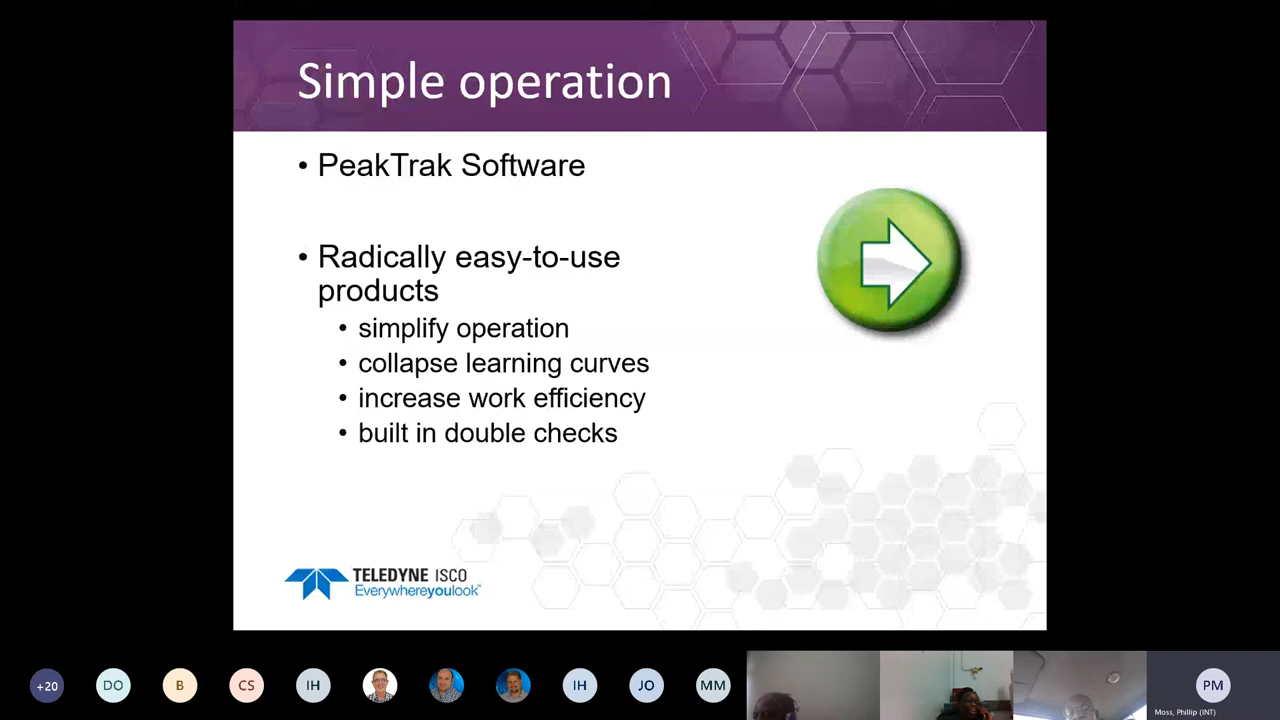 Simple operation
• PeakTrak Software
• Radically easy-to-use
products
• simplify operation
• collapse learning curves
• increase work efficiency
• built in double checks
TELEDYNE ISCO
Everywhereyoulook™
+20
DO
B
CS
IH
IH
JO
MM
PM
Moss, Phillip (INT)